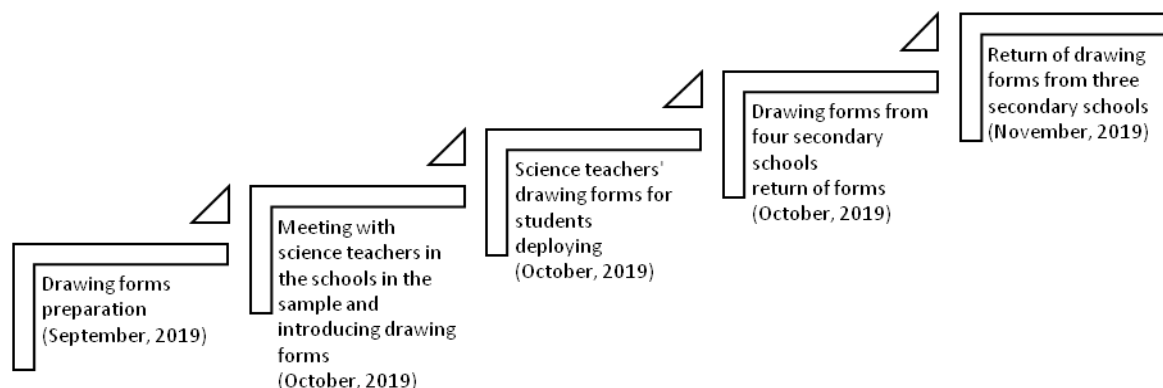 Drawing forms
preparation
(September, 2019)
Meeting with
science teachers in
the schools in the
sample and
introducing drawing
forms
(October, 2019)
Science teachers'
drawing forms for
students
deploying
(October, 2019)
Drawing forms from
four secondary
schools
return of forms
(October, 2019)
Return of drawing
forms from three
secondary schools
(November, 2019)